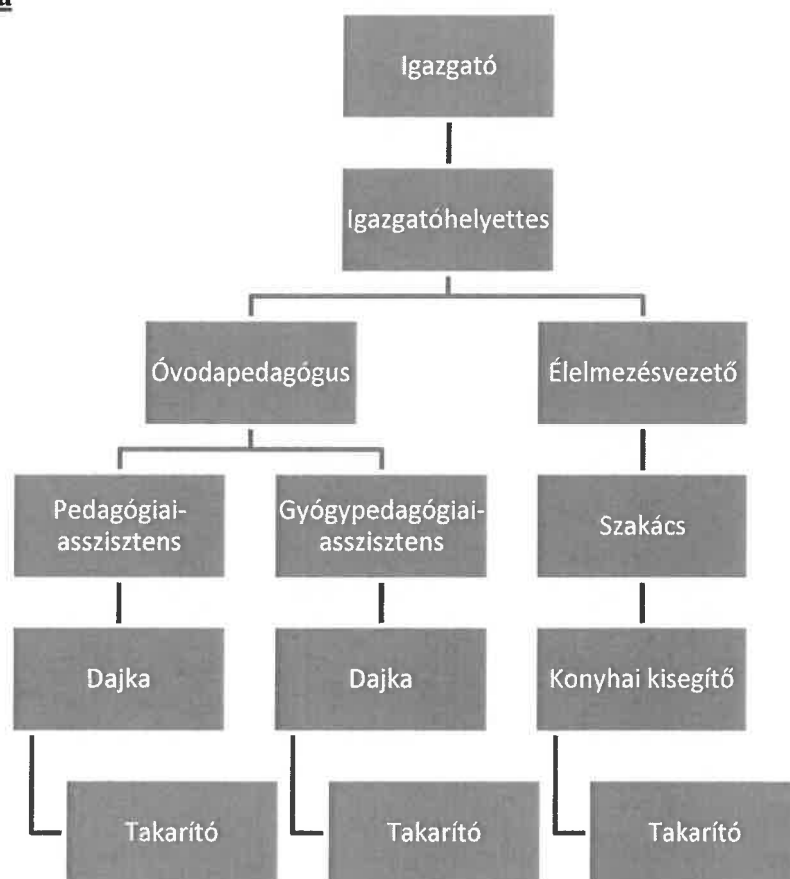 Igazgató
Igazgatóhelyettes
Óvodapedagógus
Élelmezésvezető
Pedagógiai-
asszisztens
Gyógypedagógiai-
asszisztens
Szakács
Dajka
Dajka
Konyhai kisegítő
Takarító
Takarító
Takarító